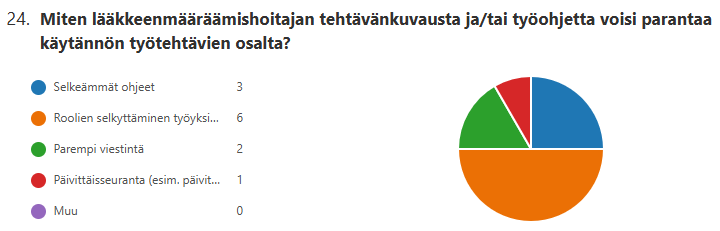 24. Miten lääkkeenmääräämishoitajan tehtävänkuvausta ja/tai työohjetta voisi parantaa
käytännön työtehtävien osalta?
Selkeämmät ohjeet 3
Roolien selkyttäminen työyksi... 6
Parempi viestintä 2
Päivittäisseuranta (esim. päivit... 1
Muu 0